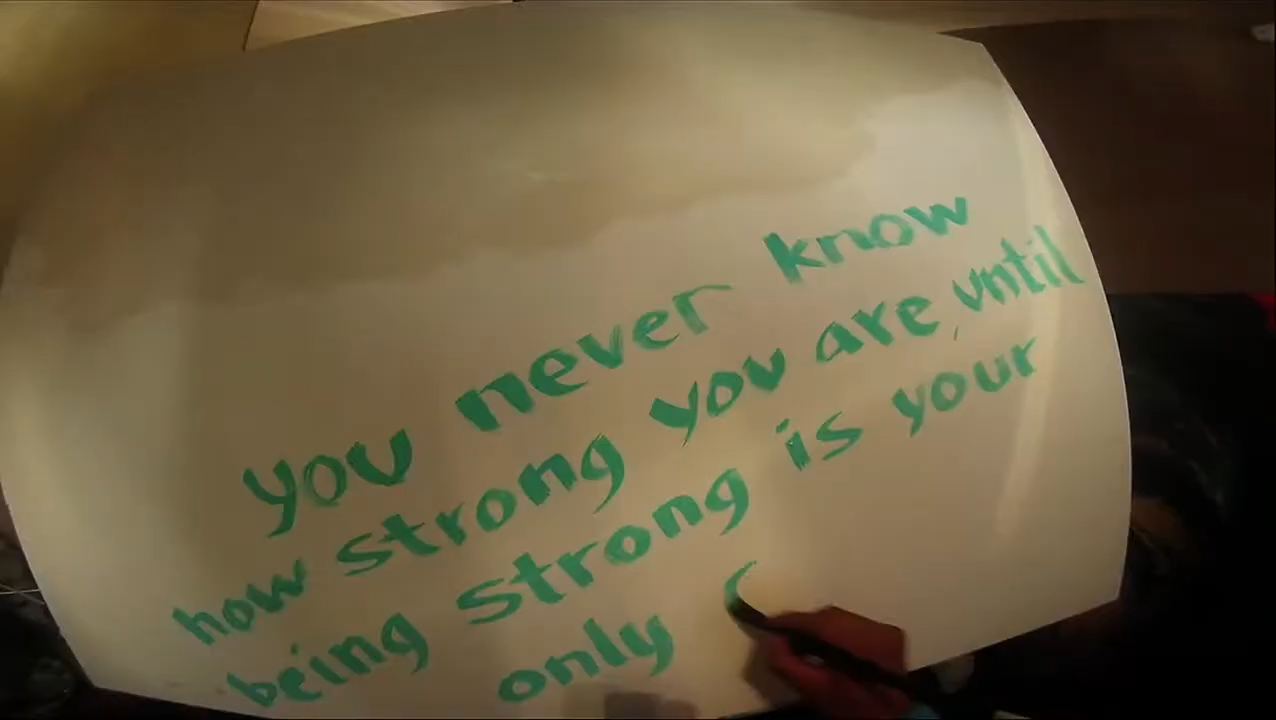 you never know
how strong you are, until
being strong is your
only